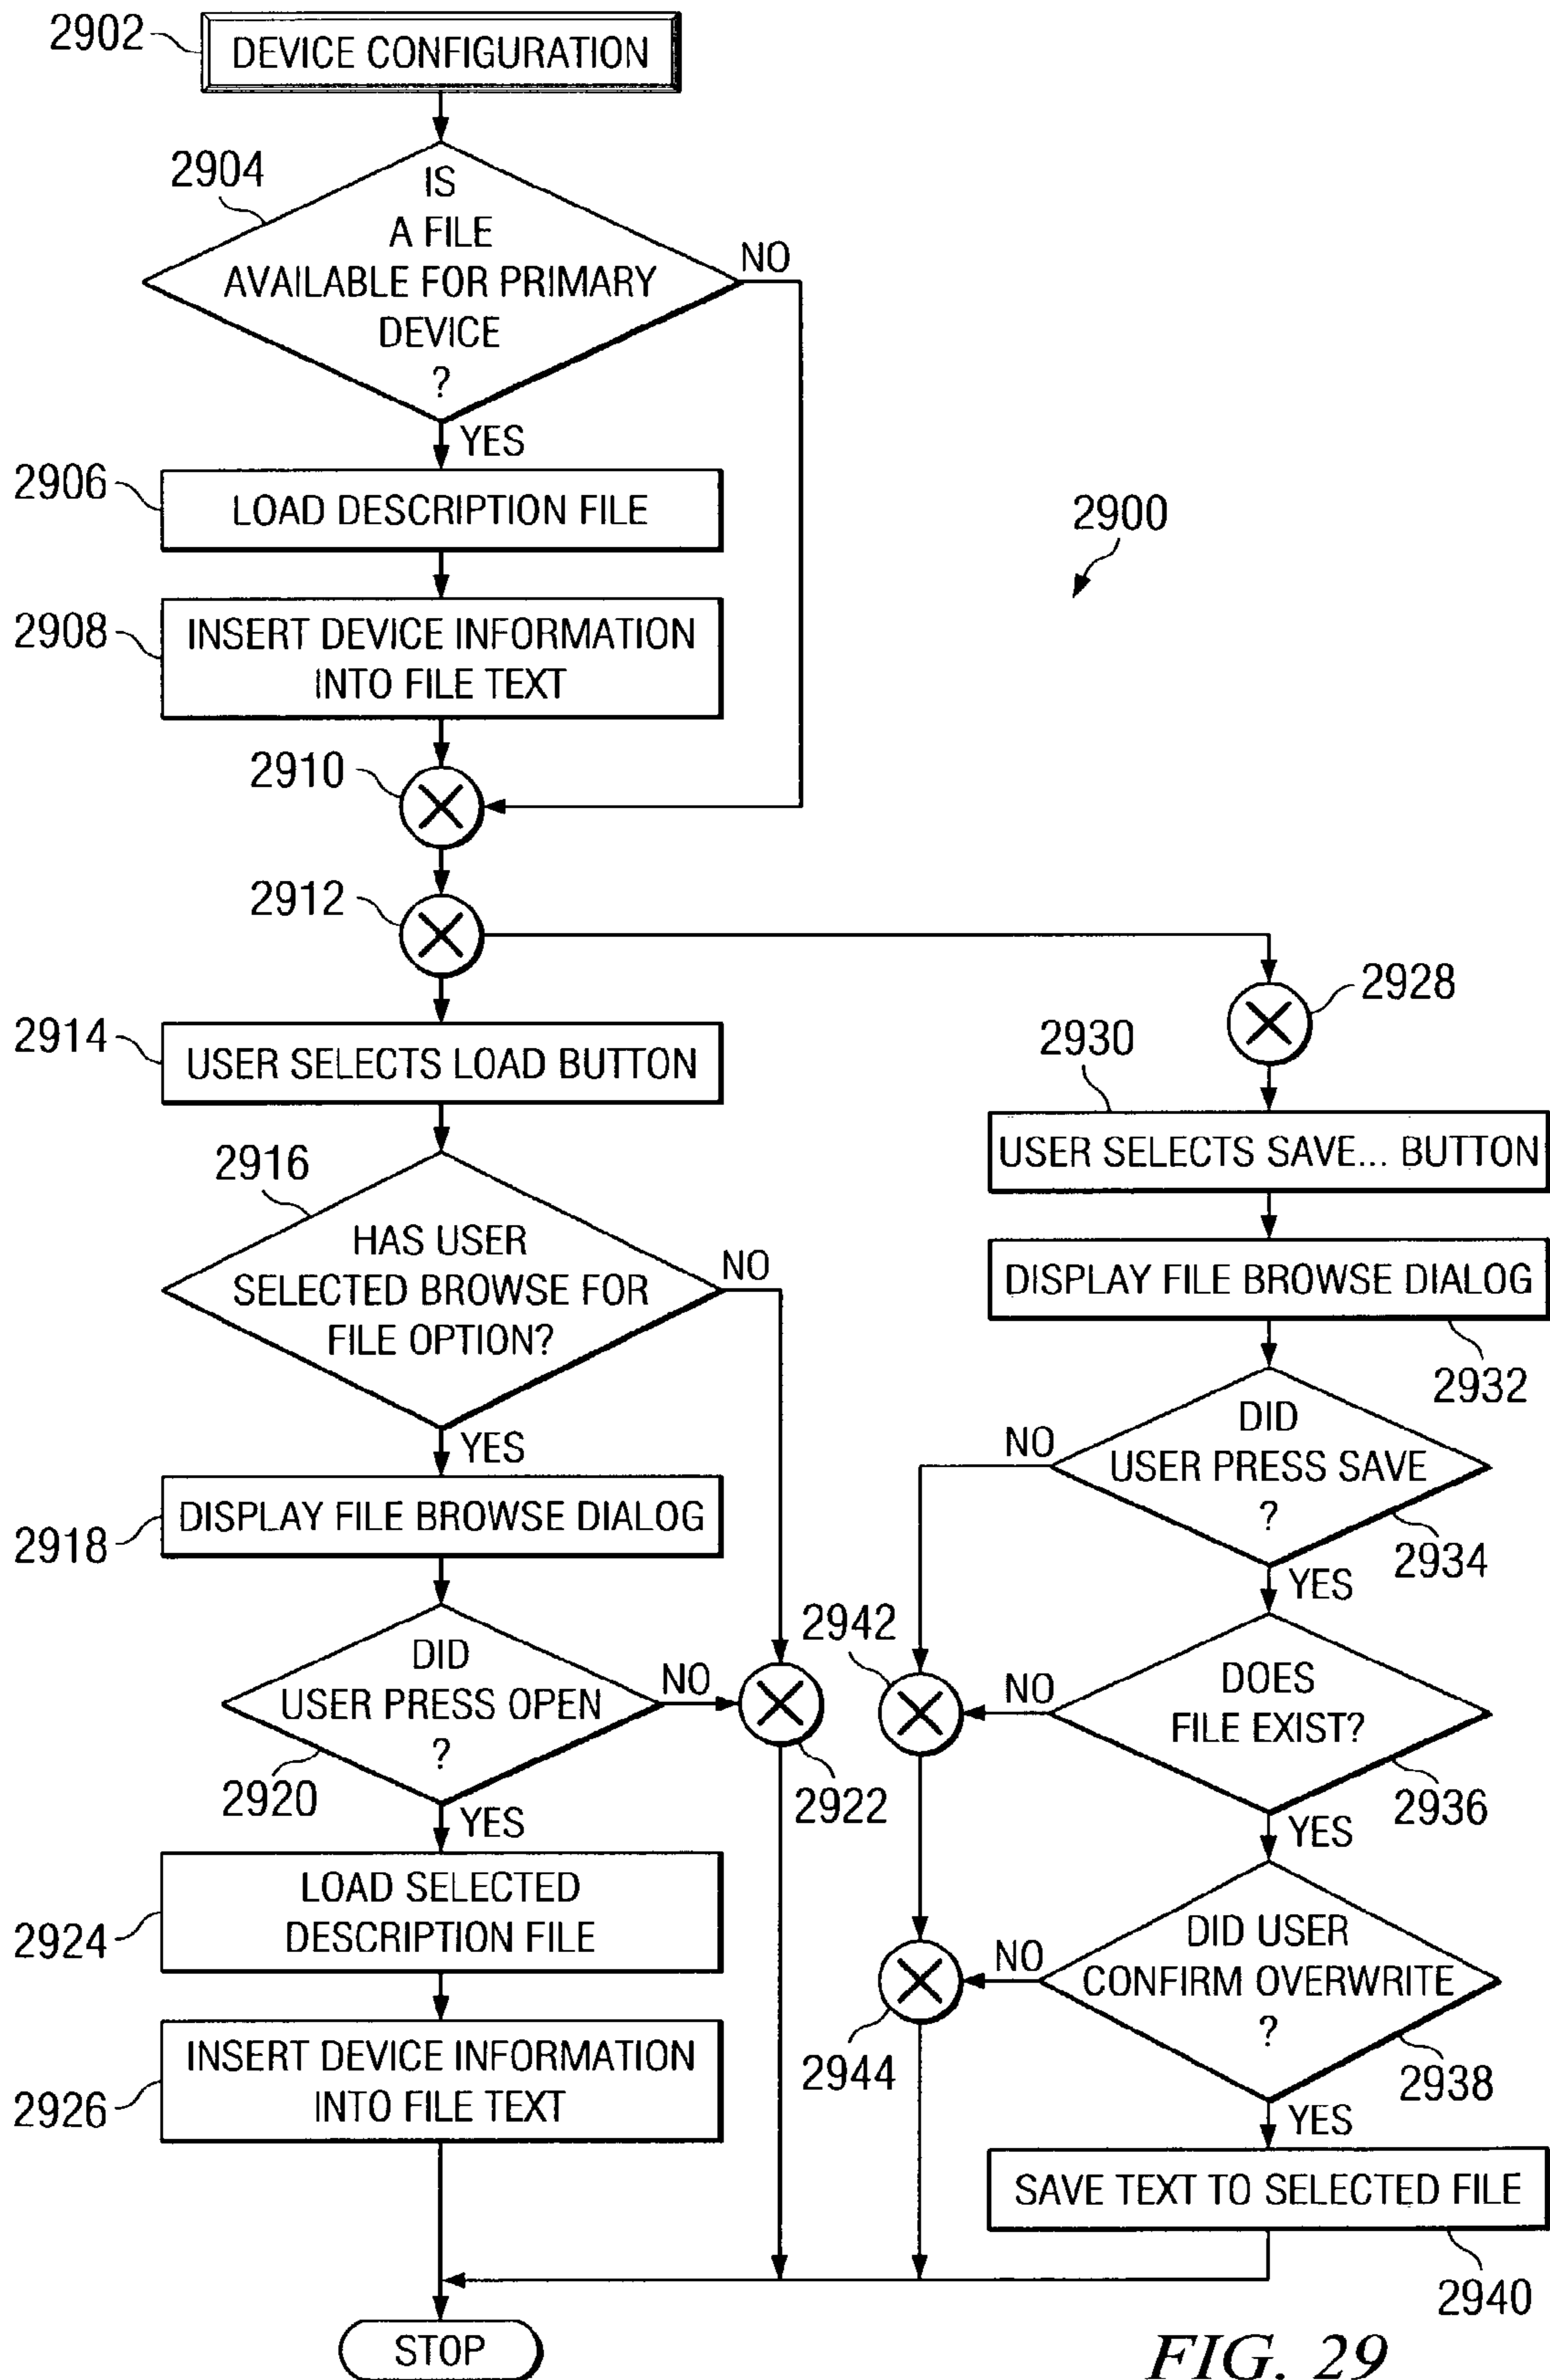 2902
DEVICE CONFIGURATION
2904
IS
A FILE
AVAILABLE FOR PRIMARY
DEVICE
?
NO
YES
2906
LOAD DESCRIPTION FILE
2900
2908
INSERT DEVICE INFORMATION
INTO FILE TEXT
2910
2912
2914
USER SELECTS LOAD BUTTON
2916
HAS USER
SELECTED BROWSE FOR
FILE OPTION?
NO
YES
2918
DISPLAY FILE BROWSE DIALOG
DID
USER PRESS OPEN
?
2920
NO
2922
YES
2924
LOAD SELECTED
DESCRIPTION FILE
2926
INSERT DEVICE INFORMATION
INTO FILE TEXT
2928
2930
USER SELECTS SAVE... BUTTON
DISPLAY FILE BROWSE DIALOG
2932
DID
USER PRESS SAVE
?
NO
2934
YES
2942
DOES
FILE EXIST?
NO
2936
YES
DID USER
CONFIRM OVERWRITE
?
NO
2944
2938
YES
SAVE TEXT TO SELECTED FILE
2940
STOP
FIG. 29